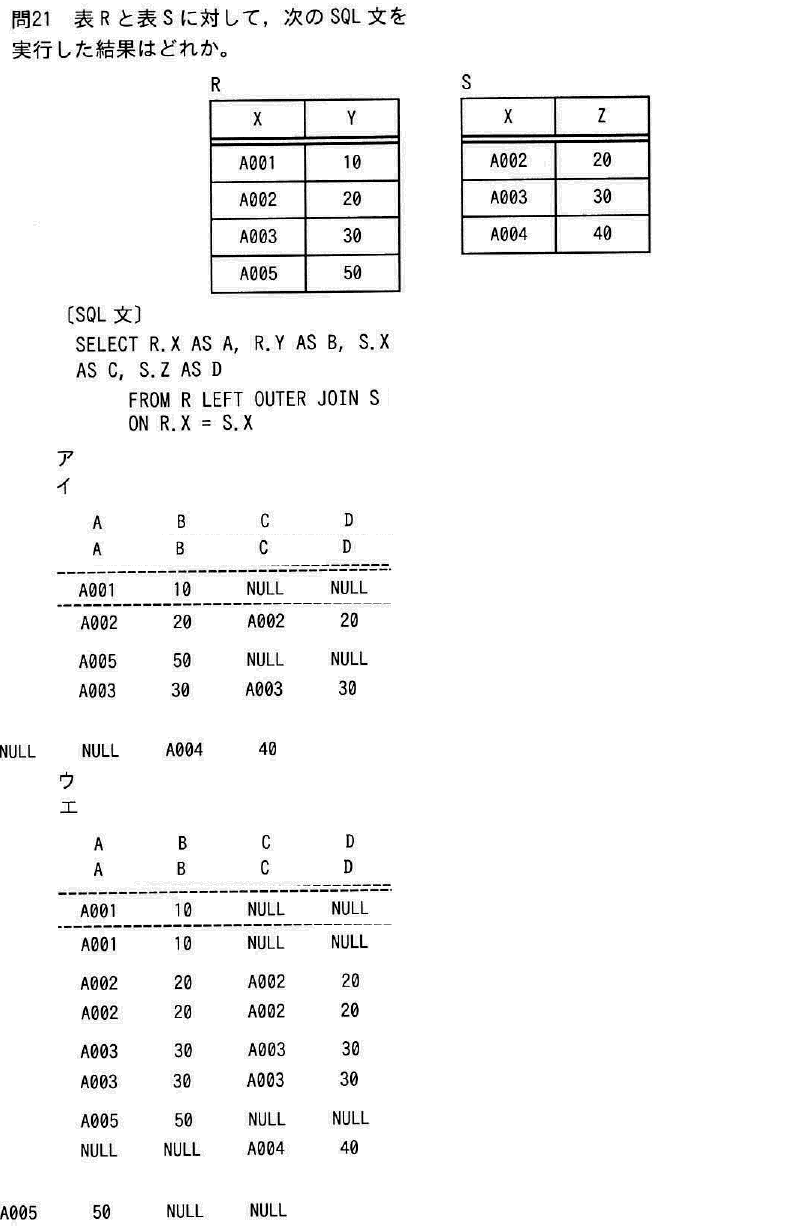 問21 表Rと表Sに対して，次のSQL文を
実行した結果はどれか。
R
X Y
A001 10
A002 20
A003 30
A005 50
S
X Z
A002 20
A003 30
A004 40
〔SQL 文〕
SELECT R.X AS A, R.Y AS B, S.X
AS C, S.Z AS D
FROM R LEFT OUTER JOIN S
ON R.X = S.X
ア
イ
A B C D
A B C D
A001 10 NULL NULL
A002 20 A002 20
A005 50 NULL NULL
A003 30 A003 30
NULL NULL A004 40
ウ
エ
A B C D
A B C D
A001 10 NULL NULL
A001 10 NULL NULL
A002 20 A002 20
A002 20 A002 20
A003 30 A003 30
A003 30 A003 30
A005 50 NULL NULL
NULL NULL A004 40
A005 50 NULL NULL